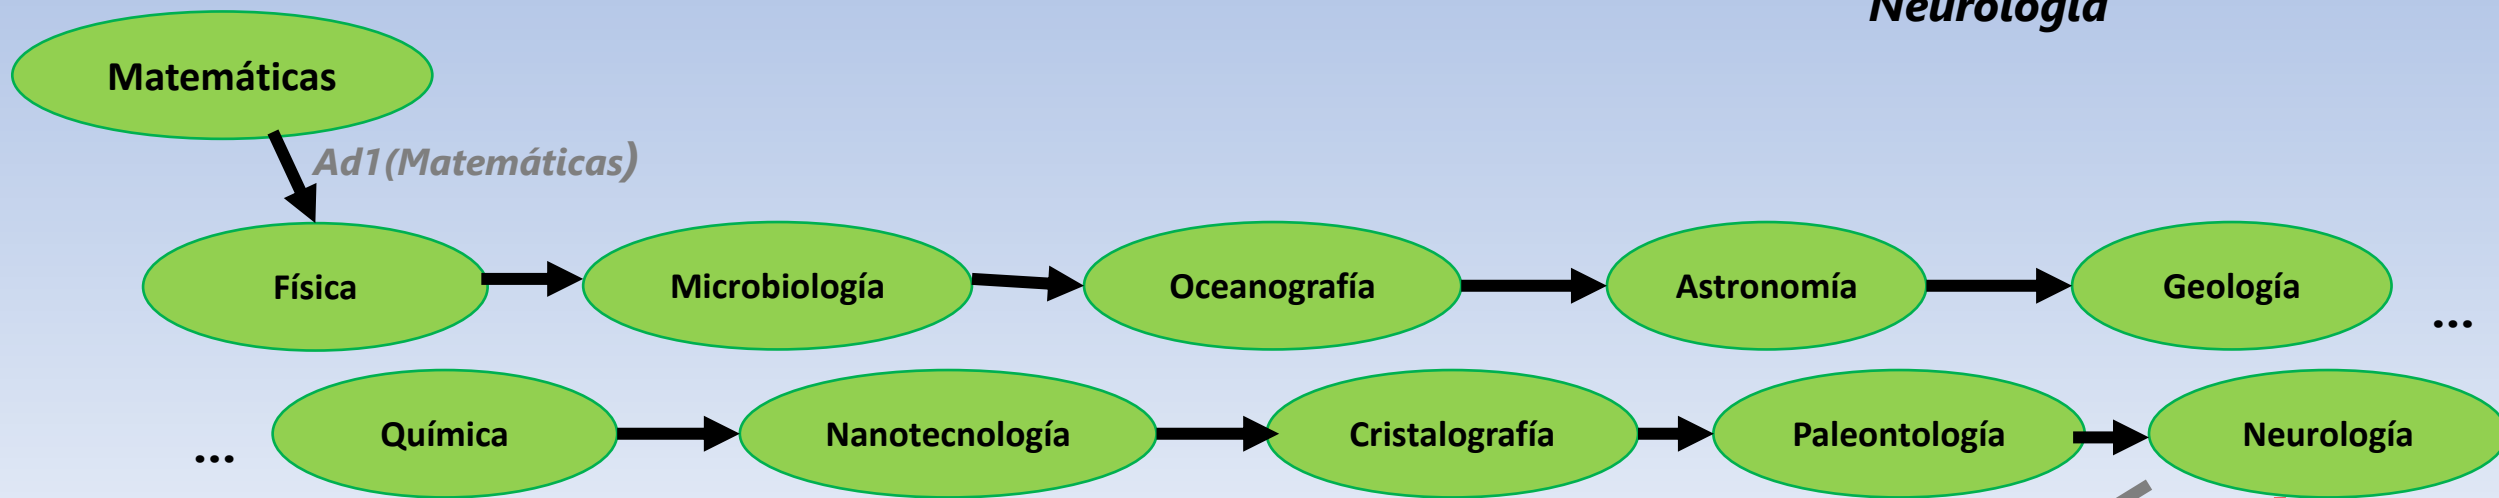 Neurología
Matemáticas
Ad1(Matemáticas)
Física
Microbiología
Oceanografía
Astronomía
Geología
...
...
Química
Nanotecnología
Cristalografía
Paleontología
Neurología